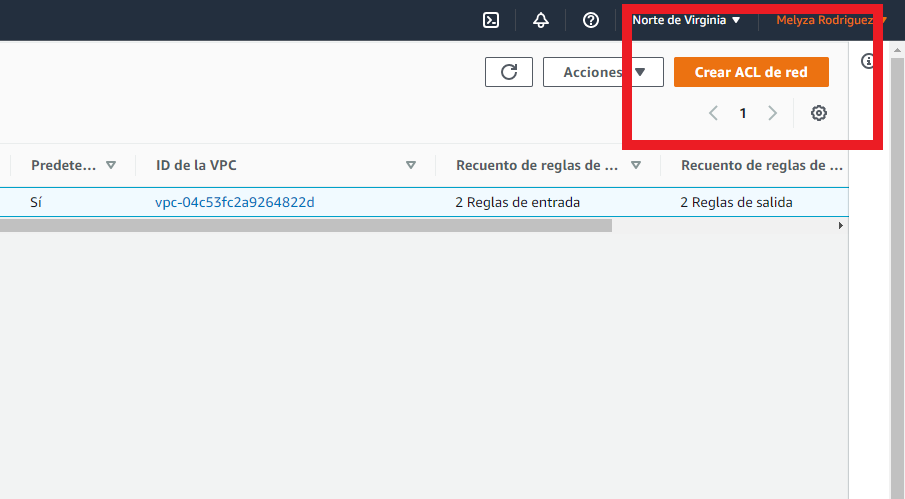 Norte de Virginia Melyza Rodriguez
Acciones Crear ACL de red
1
Predete... ID de la VPC Recuento de reglas de ... Recuento de reglas de ...
Sí vpc-04c53fc2a9264822d 2 Reglas de entrada 2 Reglas de salida